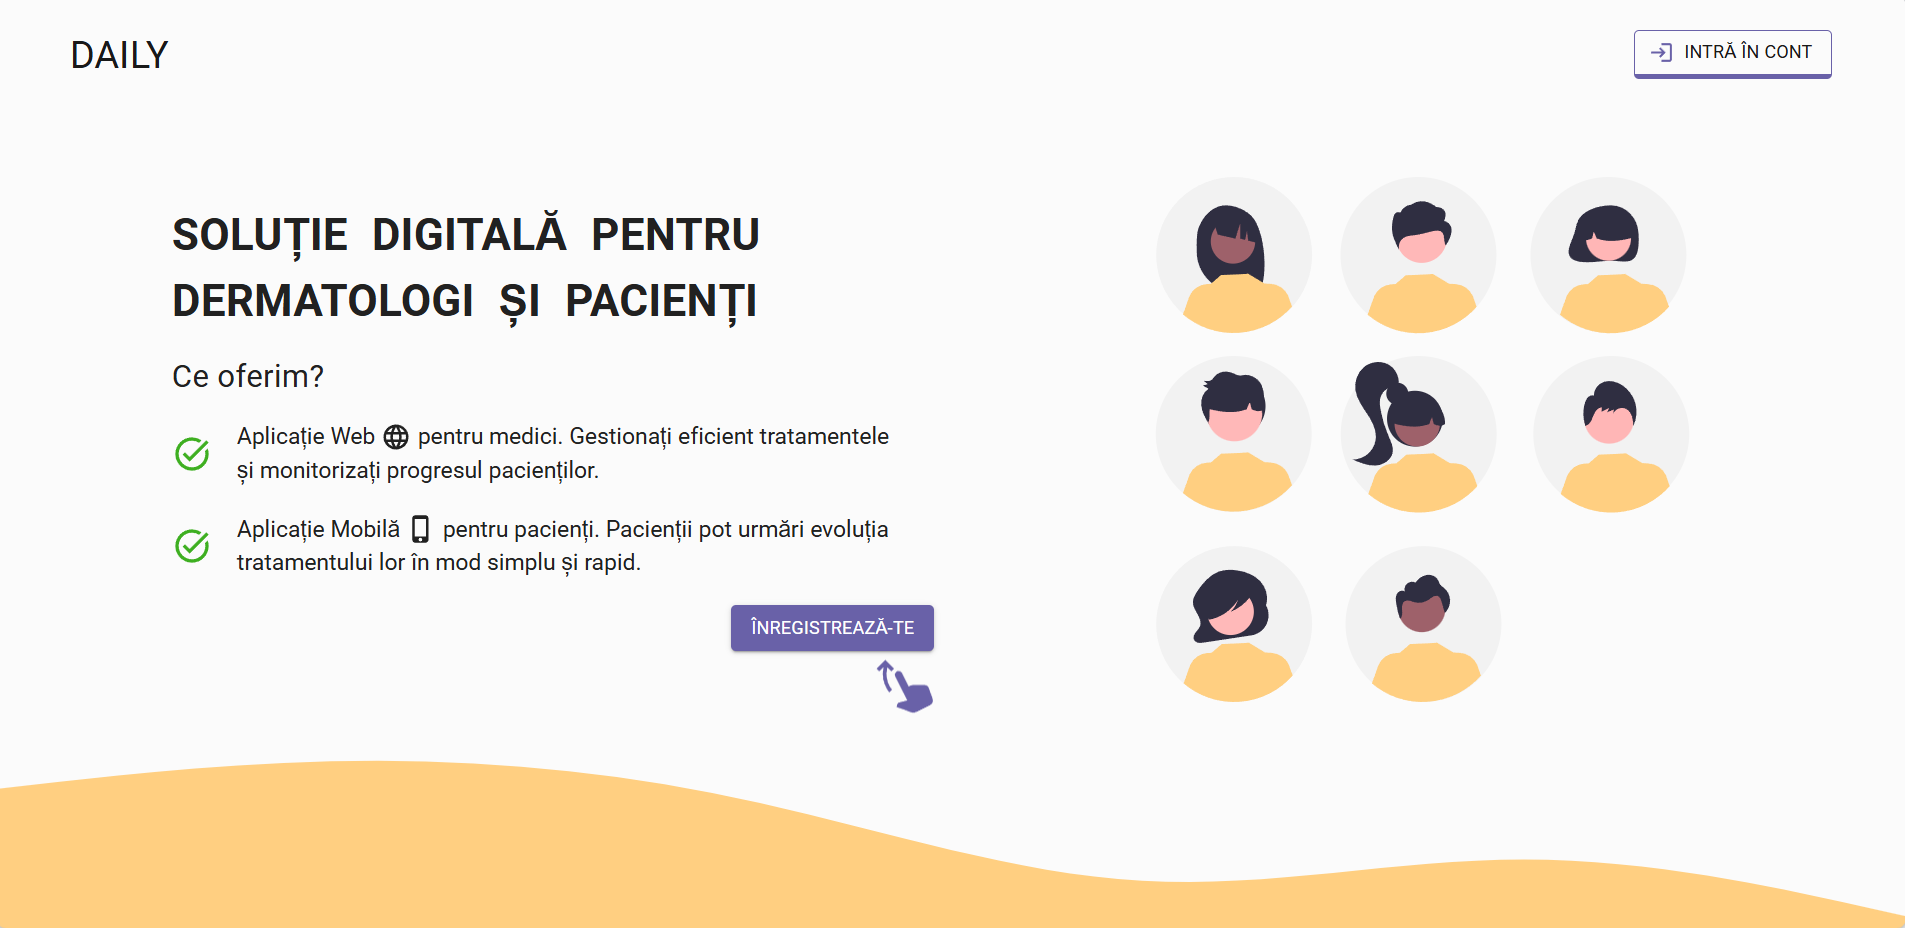 DAILY
INTRĂ ÎN CONT
SOLUȚIE DIGITALĂ PENTRU
DERMATOLOGI ȘI PACIENȚI
Ce oferim?
Aplicație Web pentru medici. Gestionați eficient tratamentele
și monitorizați progresul pacienților.
Aplicație Mobilă pentru pacienți. Pacienții pot urmări evoluția
tratamentului lor în mod simplu și rapid.
ÎNREGISTREAZĂ-TE